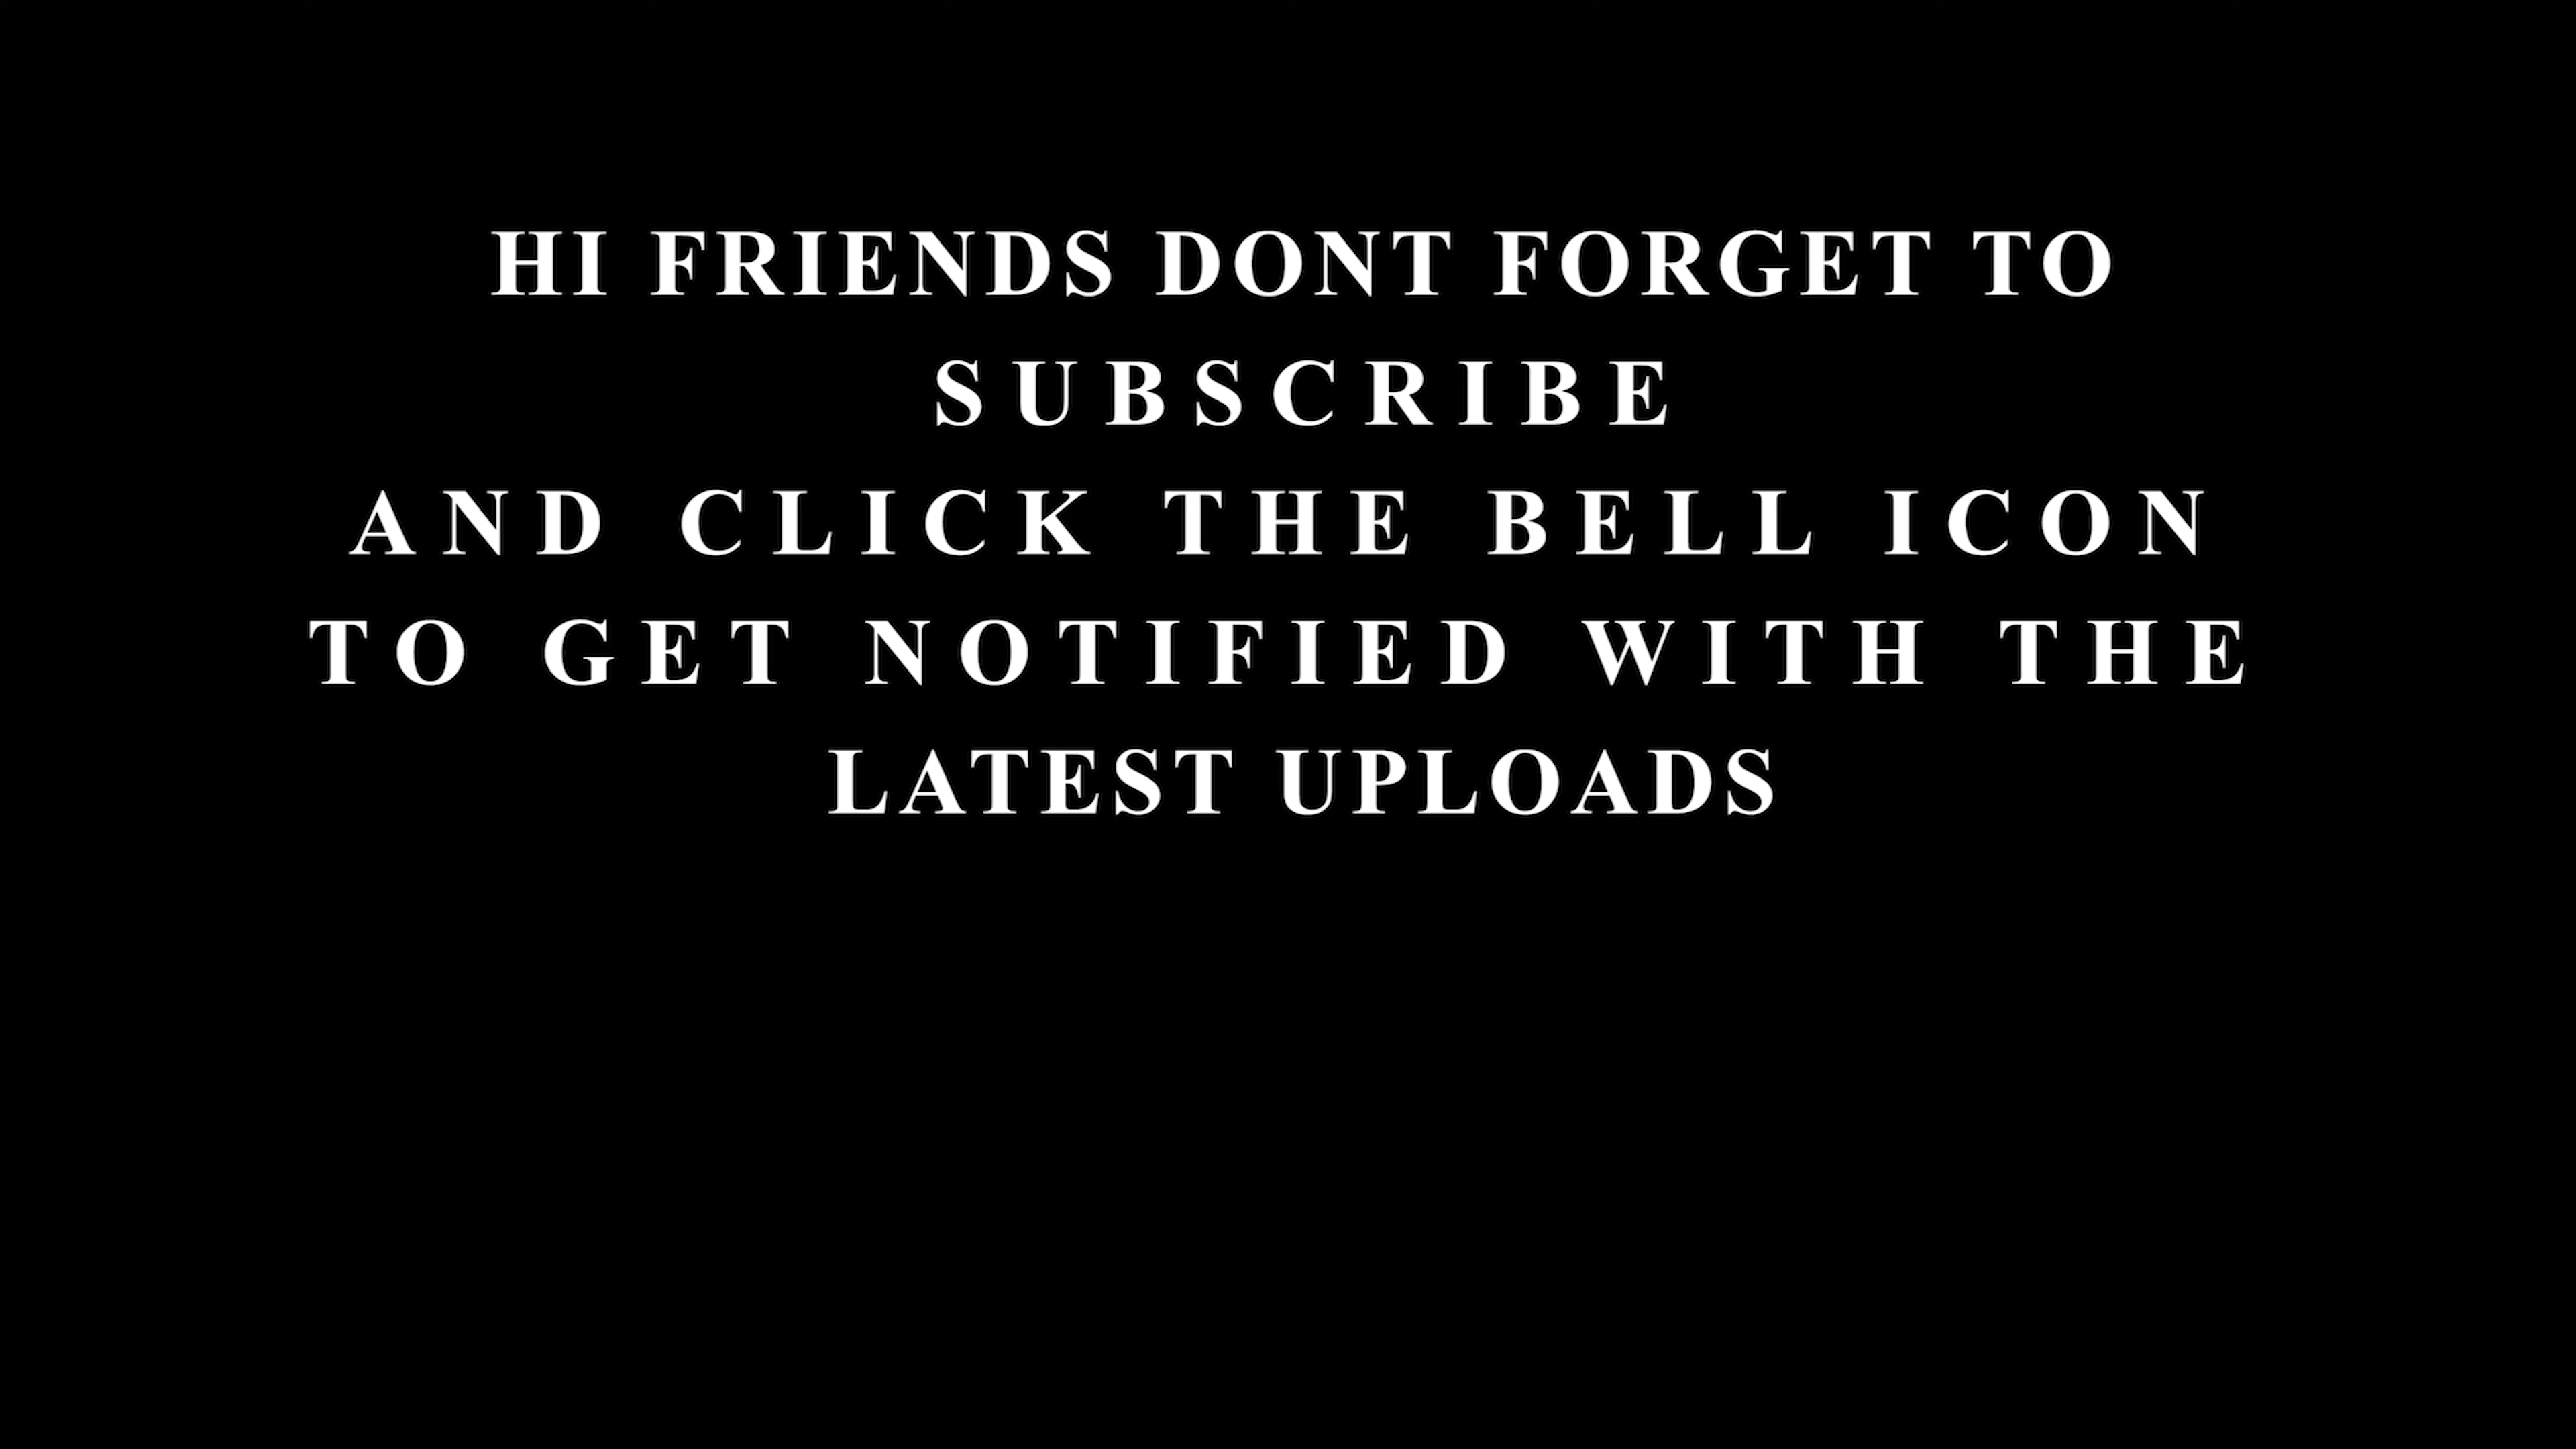 HI FRIENDS DONT FORGET TO
SUBSCRIBE
AND CLICK THE BELL ICON
TO GET NOTIFIED WITH THE
LATEST UPLOADS